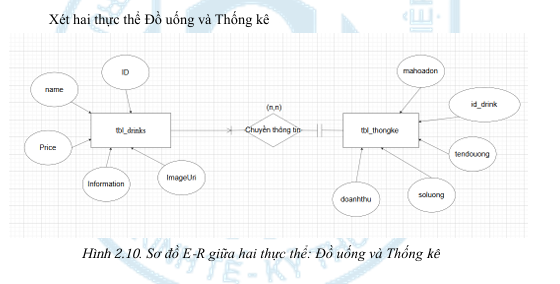 Xét hai thực thể Đồ uống và Thống kê
ID
mahoadon
name
id_drink
(n,n)
tbl_drinks
Chuyển thông tin
tbl_thongke
Price
tendouong
Information
ImageUri
doanhthu
soluong
Hình 2.10. Sơ đồ E-R giữa hai thực thể: Đồ uống và Thống kê